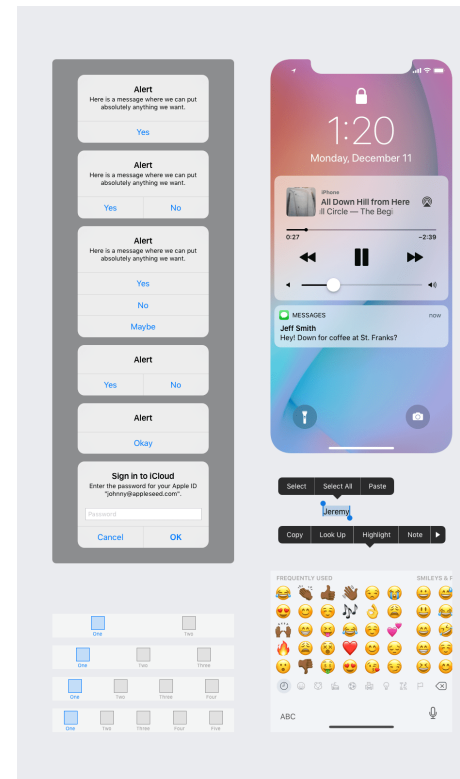 Alert
Here is a message where we can put
absolutely anything we want.
Yes
Alert
Here is a message where we can put
absolutely anything we want.
Yes No
Alert
Here is a message where we can put
absolutely anything we want.
Yes
No
Maybe
Alert
Yes No
Alert
Okay
Sign in to iCloud
Enter the password for your Apple ID
"johnny@appleseed.com".
Password
Cancel OK
One Two
One Two Three
One Two Three Four
One Two Three Four Five
1:20
Monday, December 11
iPhone
All Down Hill from Here
ll Circle — The Begi
0:27 -2:39
MESSAGES now
Jeff Smith
Hey! Down for coffee at St. Franks?
Select Select All Paste
Jeremy
Copy Look Up Highlight Note
FREQUENTLY USED SMILEYS & P
ABC